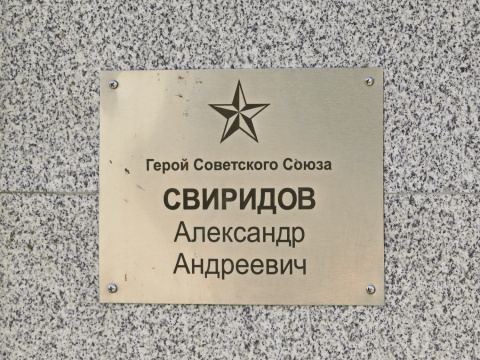 Герой Советского Союза
СВИРИДОВ
Александр
Андреевич